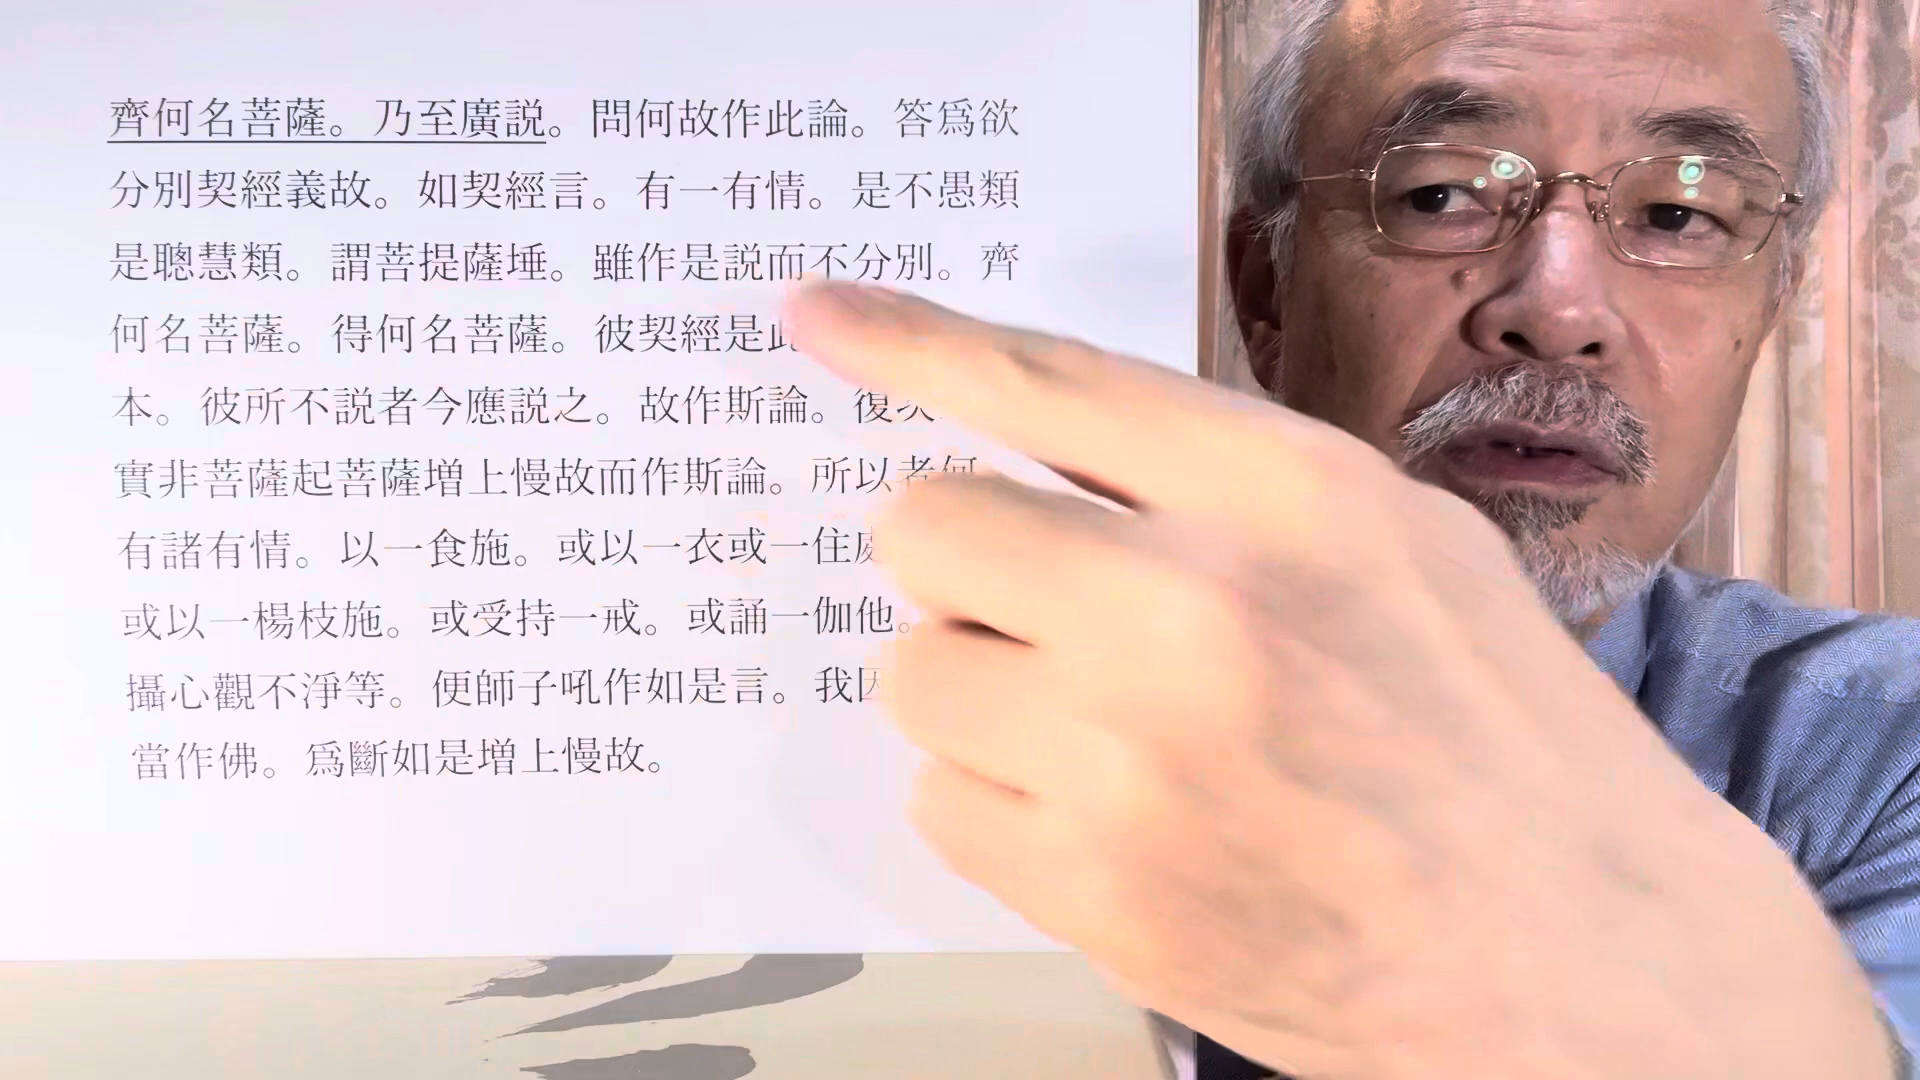 齊何名菩薩。乃至廣説。問何故作此論。答爲欲
分別契經義故。如契經言。有一有情。是不愚類
是聰慧類。謂菩提薩埵。雖作是説而不分別。齊
何名菩薩。得何名菩薩。彼契經是此
本。彼所不説者今應説之。故作斯論。復次
實非菩薩起菩薩増上慢故而作斯論。所以者何
有諸有情。以一食施。或以一衣或一住處
或以一楊枝施。或受持一戒。或誦一伽他。
攝心觀不淨等。便師子吼作如是言。我因
當作佛。爲斷如是増上慢故。